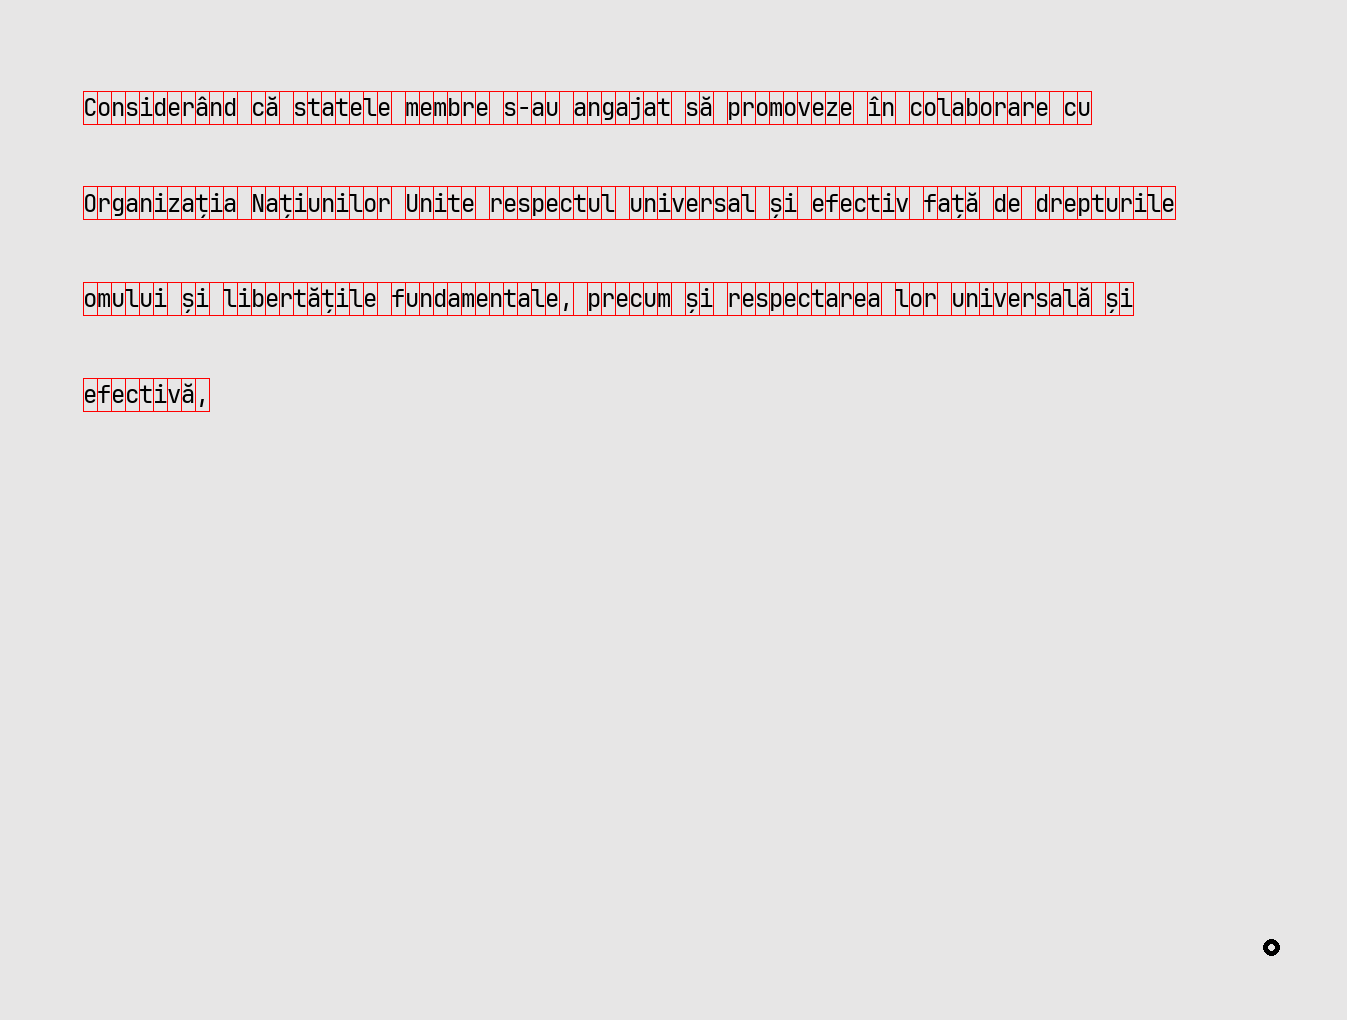 Considerând că statele membre s-au angajat să promoveze în colaborare cu
Organizația Națiunilor Unite respectul universal și efectiv față de drepturile
omului și libertățile fundamentale, precum și respectarea lor universală și
efectivă,